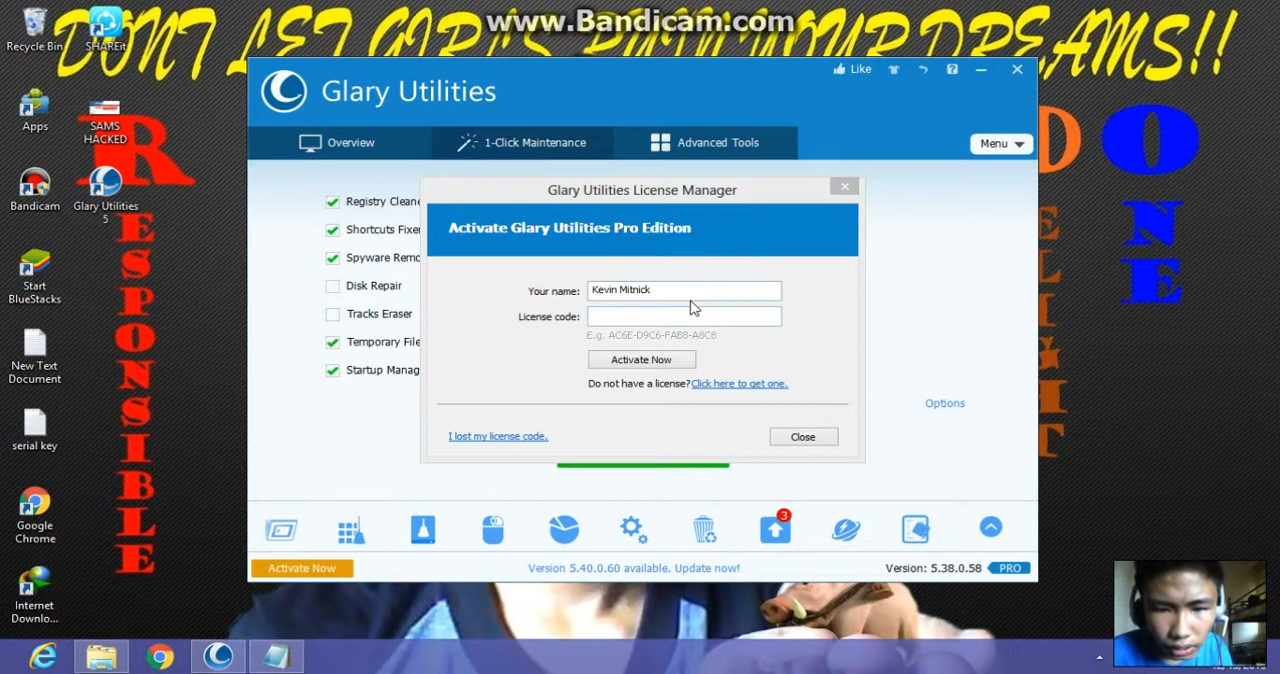 www.Bandicam.com
DONT LET GIRLS RUIN YOUR DREAMS!!
Recycle Bin
SHAREit
Apps
SAMS HACKED
Bandicam
Glary Utilities 5
Start BlueStacks
New Text Document
serial key
Google Chrome
Internet Downlo...
RESPONSIBLE
D
ONE
Glary Utilities
Like
Overview
1-Click Maintenance
Advanced Tools
Menu
Registry Cleane
Shortcuts Fixer
Spyware Remo
Disk Repair
Tracks Eraser
Temporary File
Startup Manag
Glary Utilities License Manager
Activate Glary Utilities Pro Edition
Your name: Kevin Mitnick
License code:
E.g. AC6E-D9C6-FAB8-A8C8
Activate Now
Do not have a license? Click here to get one.
I lost my license code.
Close
Options
3
Activate Now
Version 5.40.0.60 available. Update now!
Version: 5.38.0.58
PRO